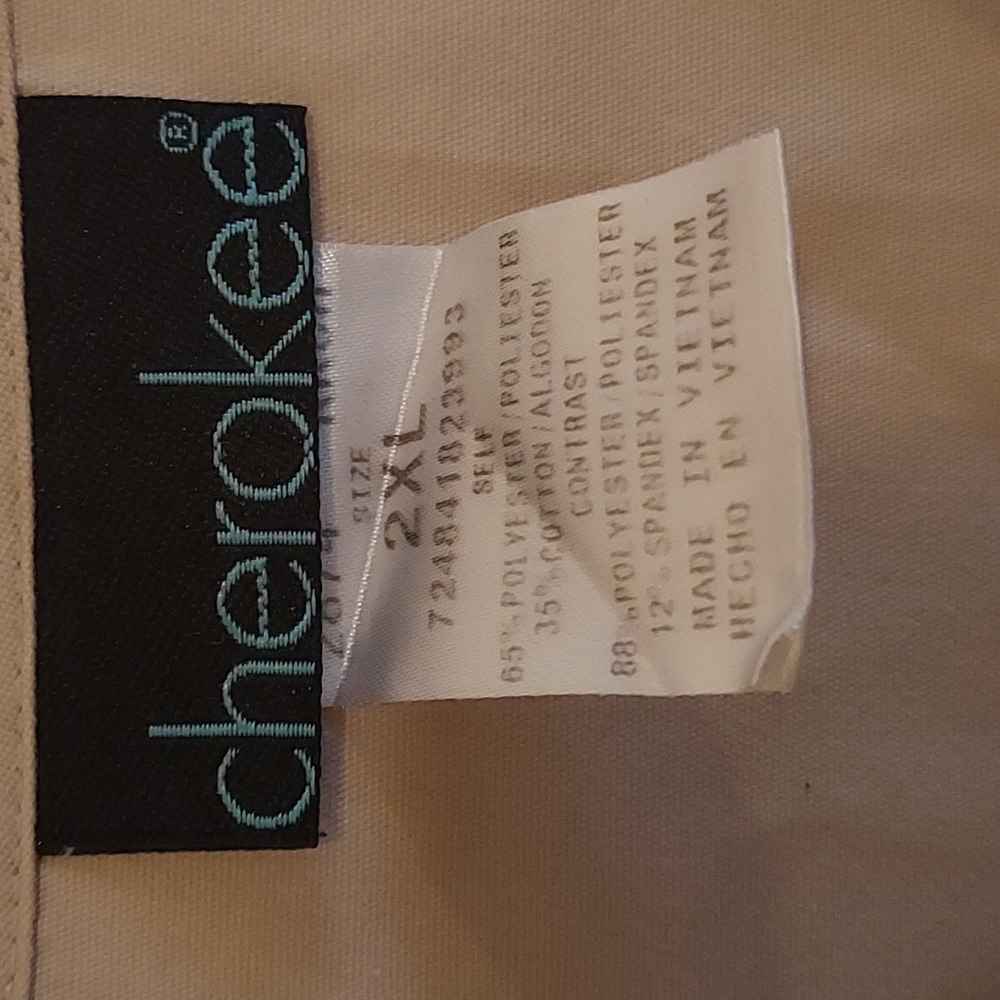 cherokee®
SIZE
2XL
724841823993
SELF
65% POLYESTER/POLIESTER
35% COTTON/ALGODON
CONTRAST
88%POLYESTER/POLIESTER
12% SPANDEX/SPANDEX
MADE IN VIETNAM
HECHO EN VIETNAM